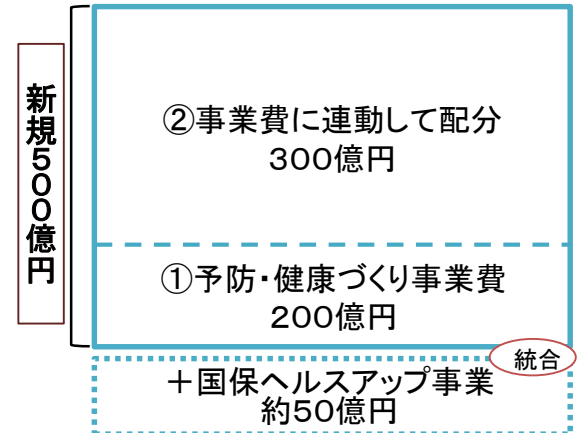 新規５００億円
②事業費に連動して配分
３００億円
①予防・健康づくり事業費
２００億円
統合
＋国保ヘルスアップ事業
約50億円